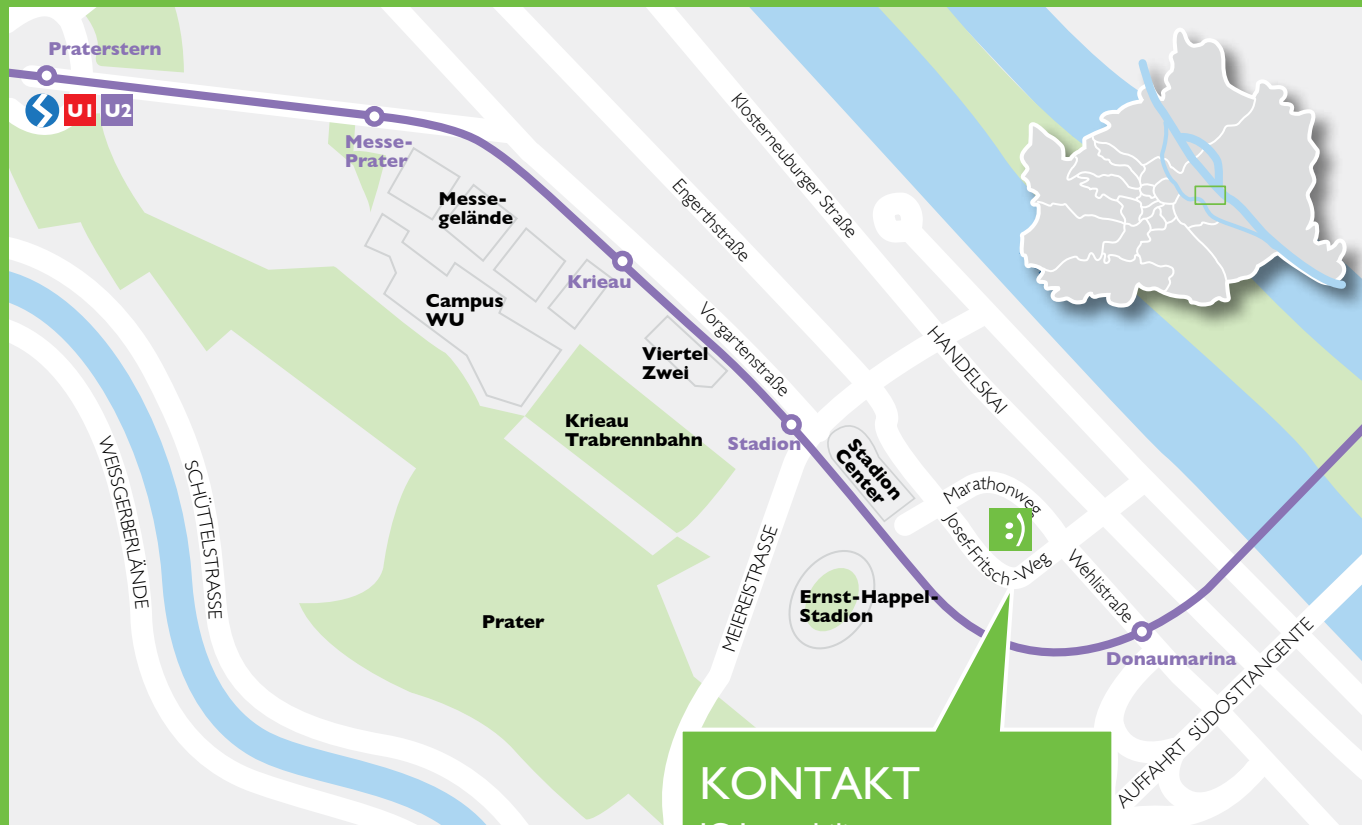 Praterstern
U1 U2
Messe-
Prater
Messe-
gelände
Campus
WU
Krieau
Viertel
Zwei
Krieau
Trabrennbahn
Stadion
Stadion
Center
Klosterneuburger Straße
Engerthstraße
Vorgartenstraße
HANDELSKAI
Marathonweg
:)
Josef-Fritsch-Weg
Wehlistraße
Donaumarina
Ernst-Happel-
Stadion
MEIEREISTRASSE
Prater
WEISSGERBERLÄNDE
SCHÜTTELSTRASSE
AUFFAHRT SÜDOSTTANGENTE
KONTAKT